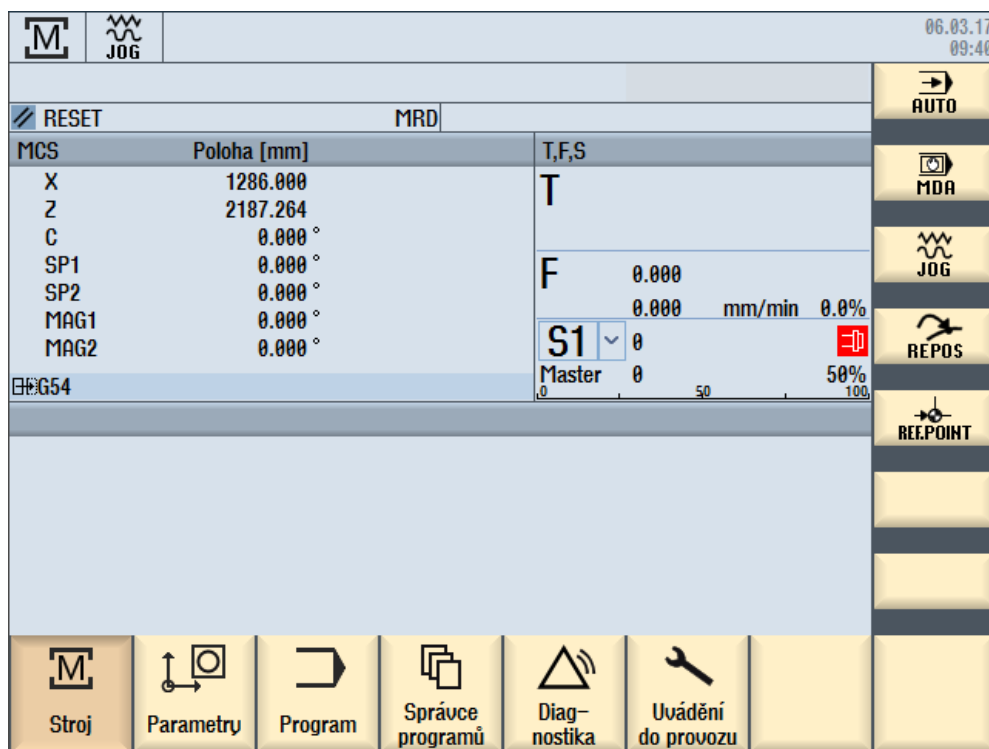 M
JOG
06.03.17
09:40
RESET MRD
MCS Poloha [mm]
X 1286.000
Z 2187.264
C 0.000 °
SP1 0.000 °
SP2 0.000 °
MAG1 0.000 °
MAG2 0.000 °
G54
T,F,S
T
F 0.000
0.000 mm/min 0.0%
S1 0
Master 0 50%
0 50 100
AUTO
MDA
JOG
REPOS
REF.POINT
M
Stroj
Parametry
Program
Správce
programů
Diag-
nostika
Uvádění
do provozu